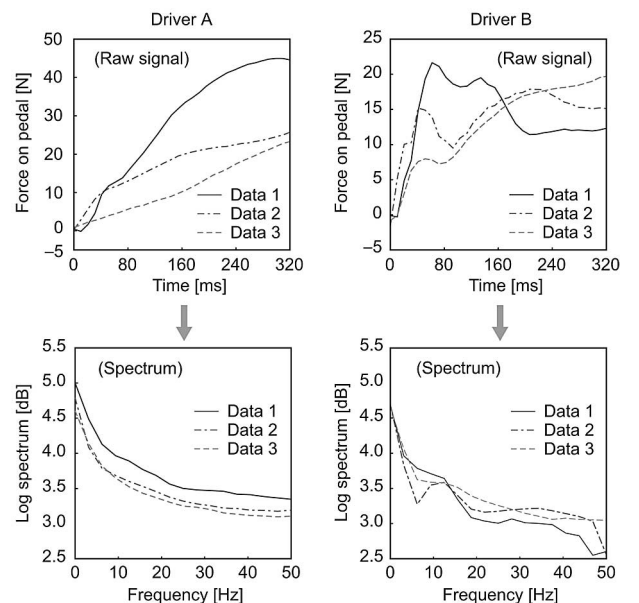 Driver A
Driver B
Force on pedal [N]
50
40
30
20
10
0
–5
(Raw signal)
Data 1
Data 2
Data 3
0
80
160
240
320
Time [ms]
Force on pedal [N]
25
20
15
10
5
0
–5
(Raw signal)
Data 1
Data 2
Data 3
0
80
160
240
320
Time [ms]
Log spectrum [dB]
5.5
5.0
4.5
4.0
3.5
3.0
2.5
(Spectrum)
Data 1
Data 2
Data 3
0
10
20
30
40
50
Frequency [Hz]
Log spectrum [dB]
5.5
5.0
4.5
4.0
3.5
3.0
2.5
(Spectrum)
Data 1
Data 2
Data 3
0
10
20
30
40
50
Frequency [Hz]